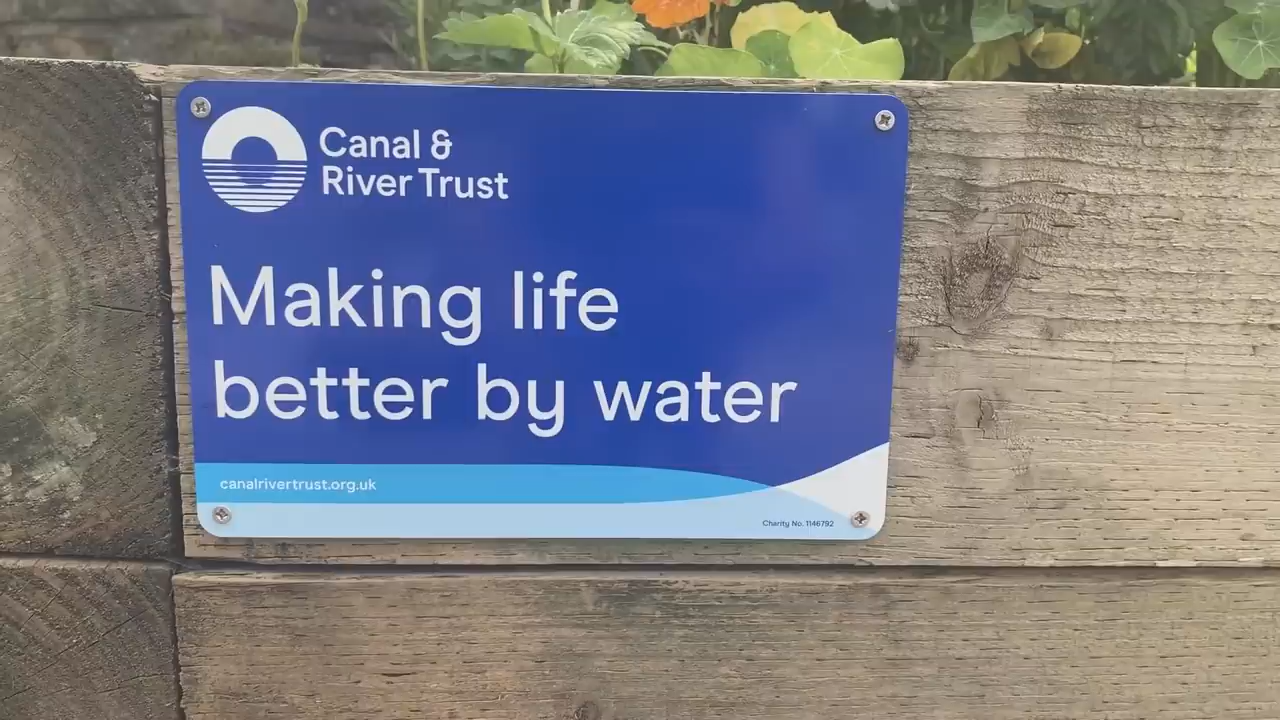 Canal &
River Trust
Making life
better by water
canalrivertrust.org.uk
Charity No. 1146792